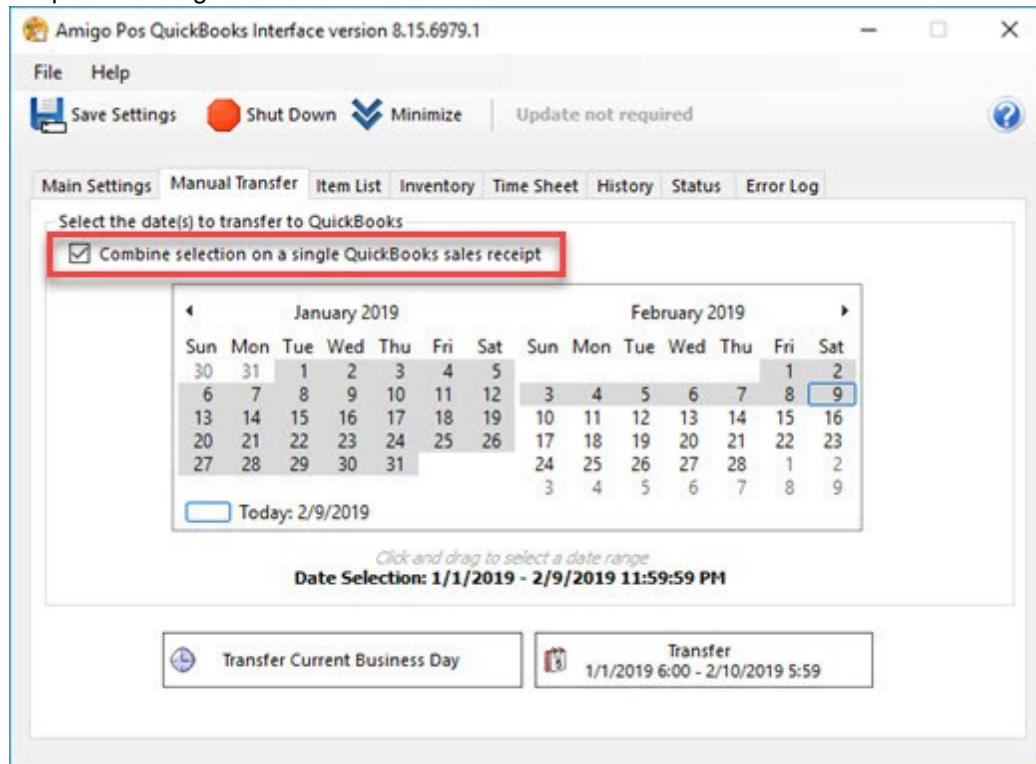 Amigo Pos QuickBooks Interface version 8.15.6979.1
File Help
Save Settings Shut Down Minimize Update not required
Main Settings Manual Transfer Item List Inventory Time Sheet History Status Error Log
Select the date(s) to transfer to QuickBooks
Combine selection on a single QuickBooks sales receipt
January 2019 February 2019
Sun Mon Tue Wed Thu Fri Sat Sun Mon Tue Wed Thu Fri Sat
30 31 1 2 3 4 5 1 2
6 7 8 9 10 11 12 3 4 5 6 7 8 9
13 14 15 16 17 18 19 10 11 12 13 14 15 16
20 21 22 23 24 25 26 17 18 19 20 21 22 23
27 28 29 30 31 24 25 26 27 28 1 2
3 4 5 6 7 8 9
Today: 2/9/2019
Click and drag to select a date range
Date Selection: 1/1/2019 - 2/9/2019 11:59:59 PM
Transfer Current Business Day
Transfer
1/1/2019 6:00 - 2/10/2019 5:59